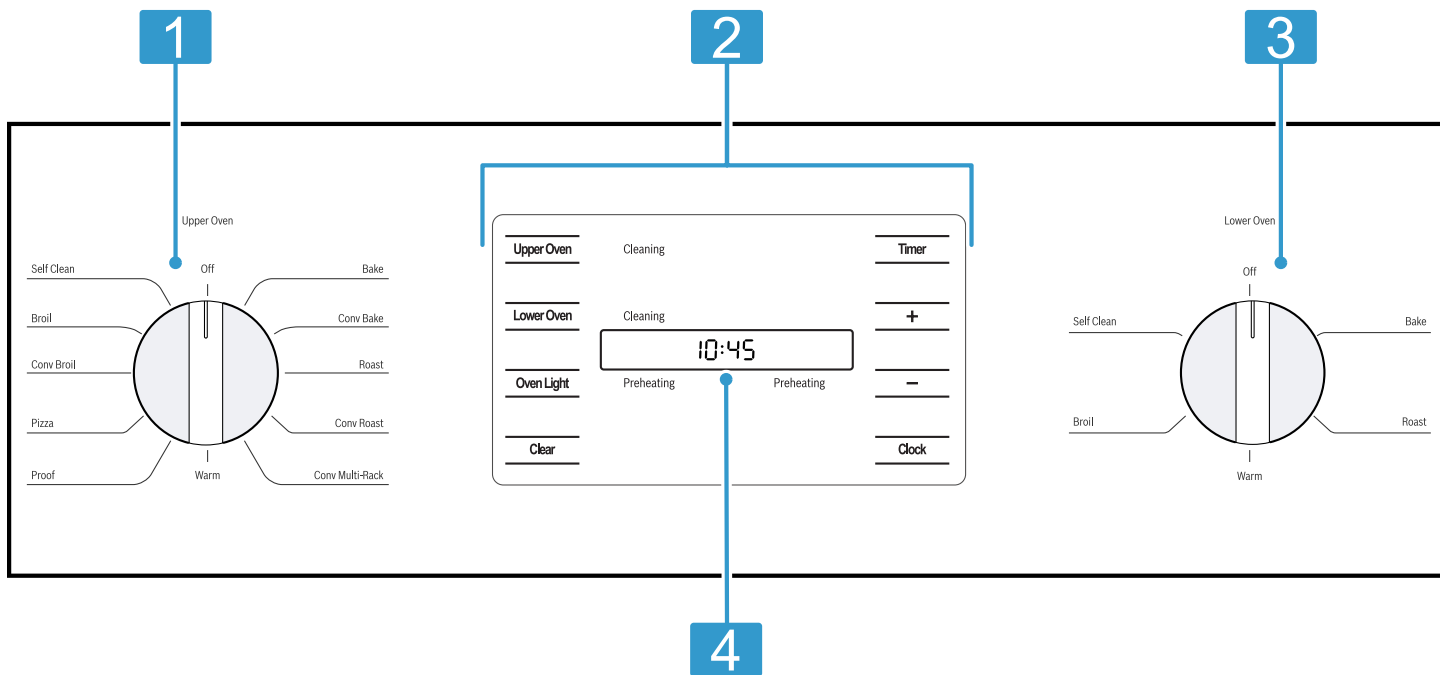 1
2
3
Upper Oven
Lower Oven
Self Clean
Off
Bake
Broil
Conv Bake
Conv Broil
Roast
Pizza
Conv Roast
Proof
Warm
Conv Multi-Rack
Upper Oven
Cleaning
Timer
Lower Oven
Cleaning
+
10:45
Oven Light
Preheating
Preheating
−
Clear
Clock
Off
Self Clean
Bake
Broil
Roast
Warm
4